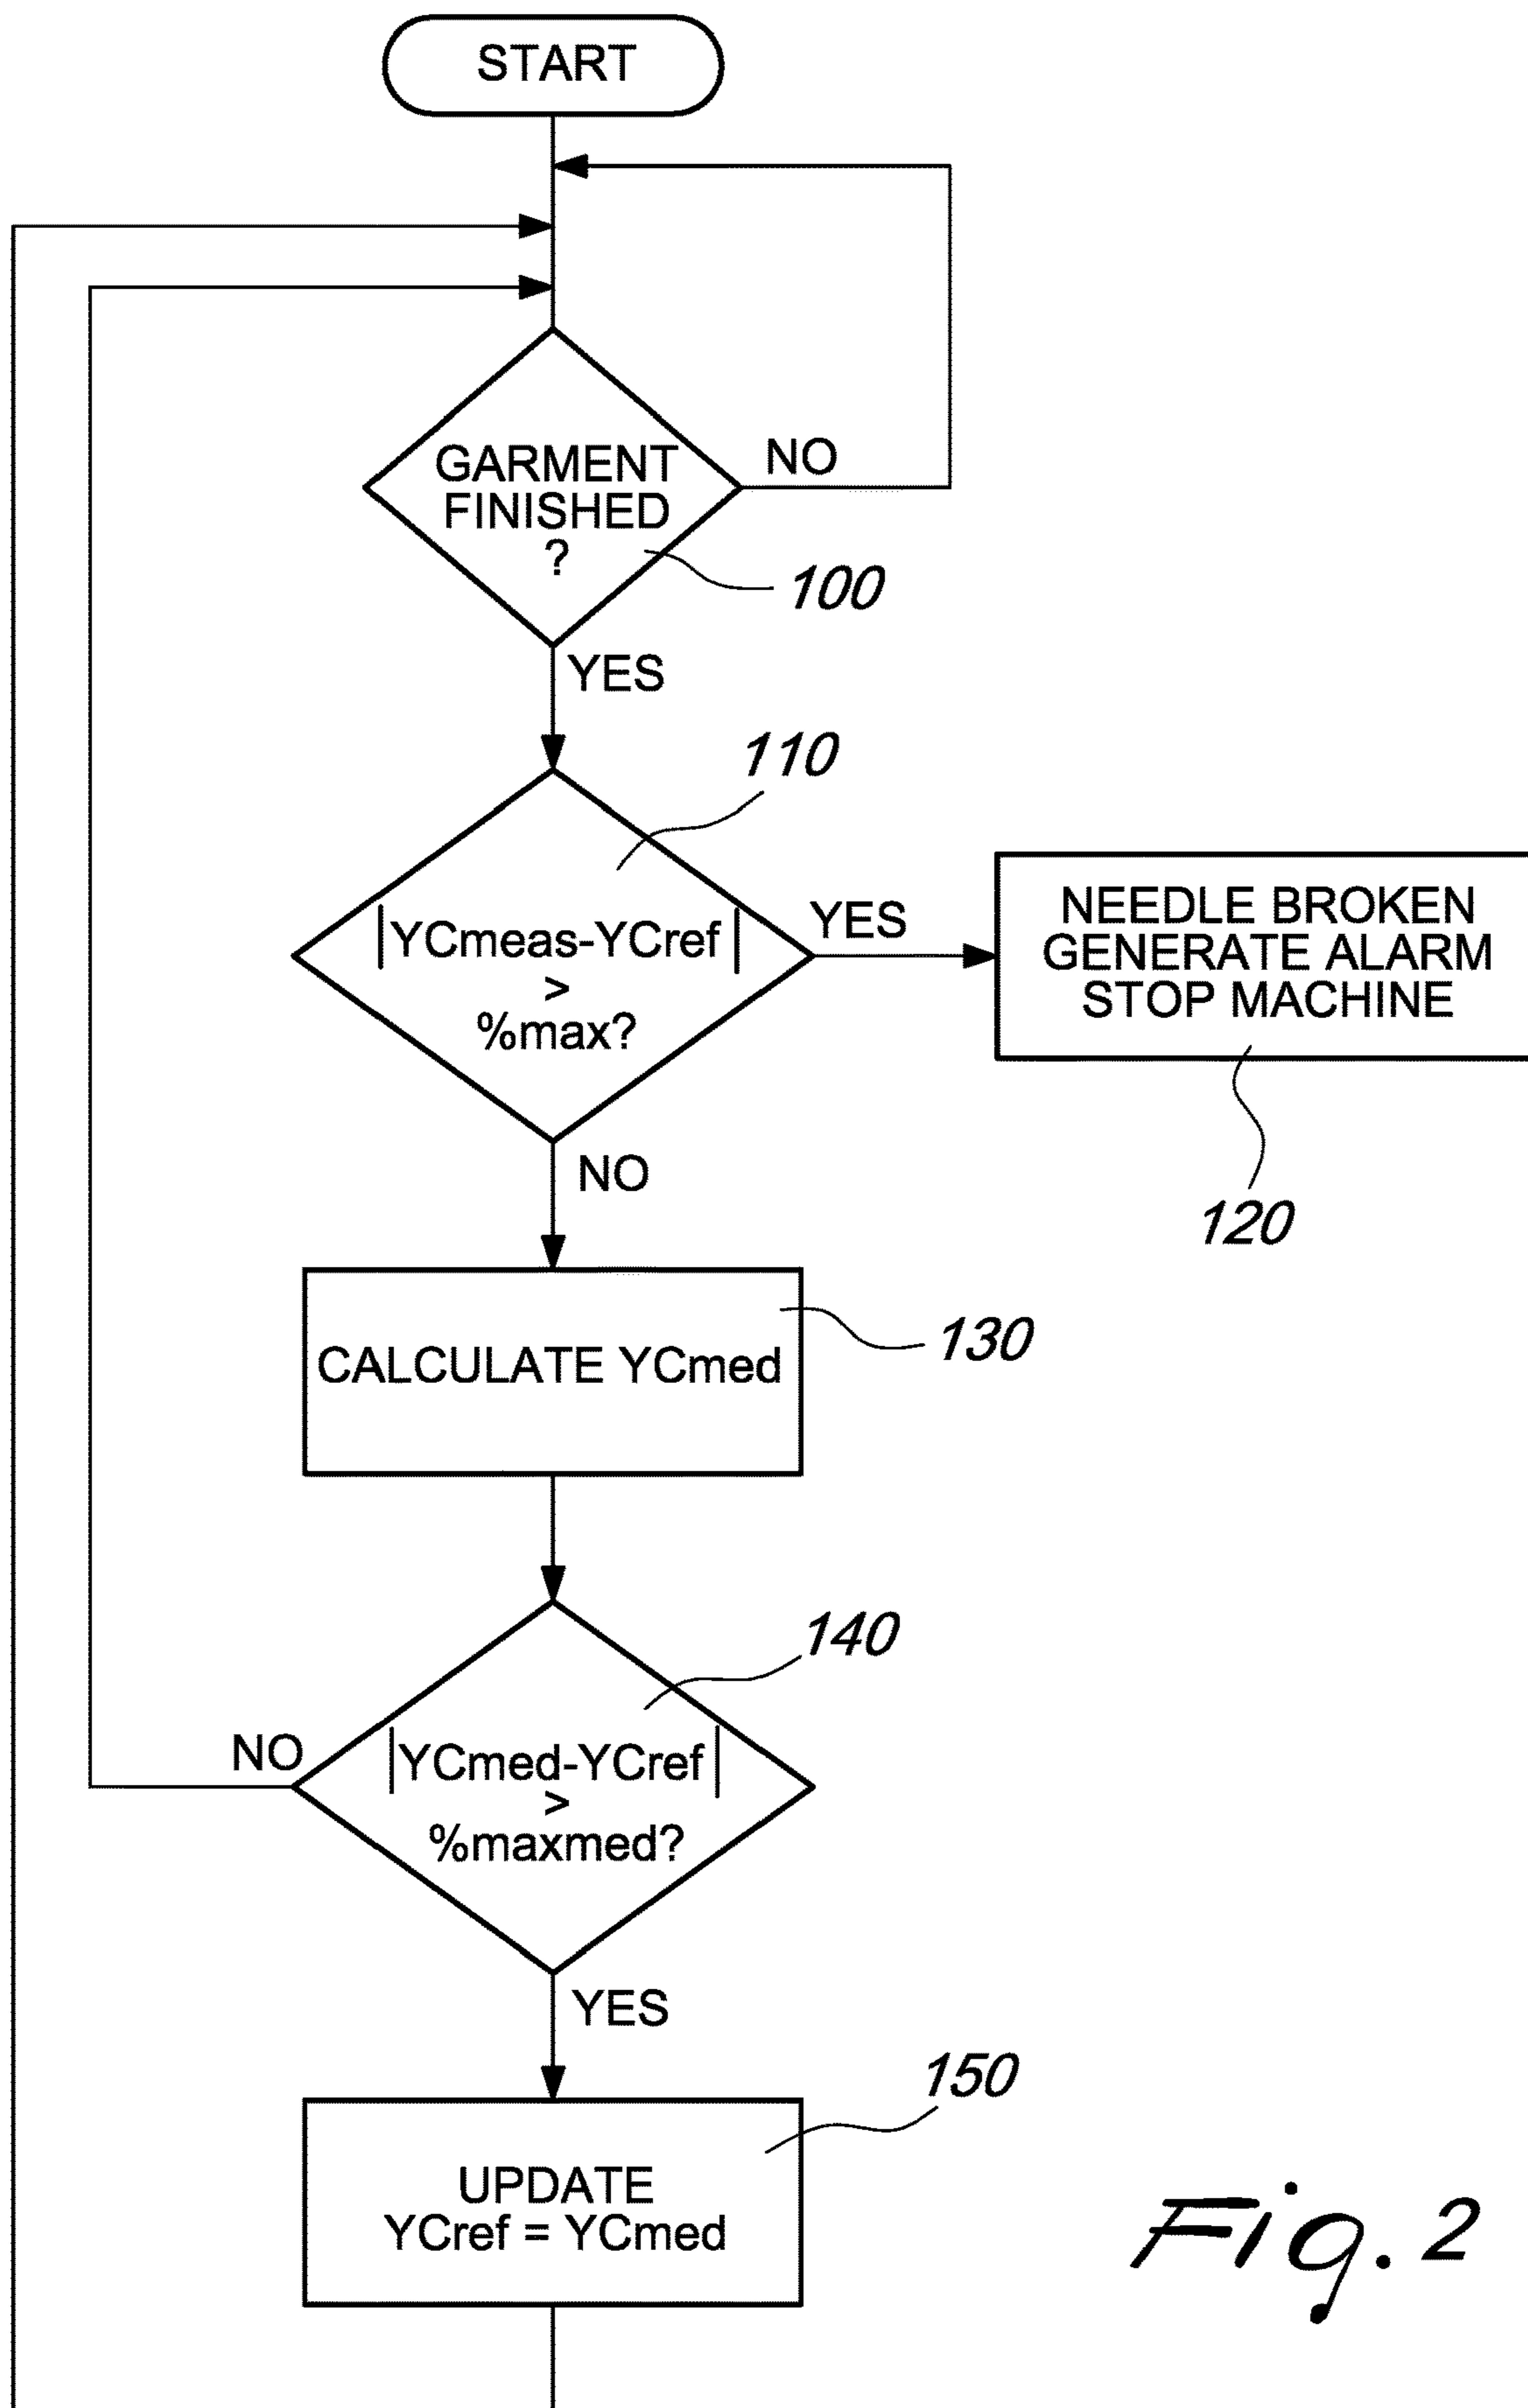 START
GARMENT
FINISHED
?
NO
100
YES
110
|YCmeas-YCref|
>
%max?
YES
NEEDLE BROKEN
GENERATE ALARM
STOP MACHINE
120
NO
CALCULATE YCmed
130
140
NO
|YCmed-YCref|
>
%maxmed?
YES
150
UPDATE
YCref = YCmed
Fig. 2